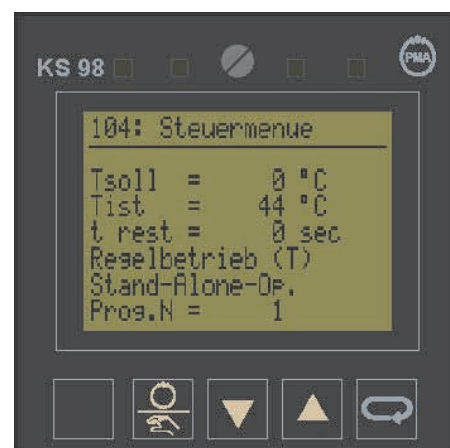 KS 98
PMA
104: Steuermenue
Tsoll = 0 °C
Tist = 44 °C
t rest = 0 sec
Regelbetrieb (T)
Stand-Alone-Op.
Prog.N = 1